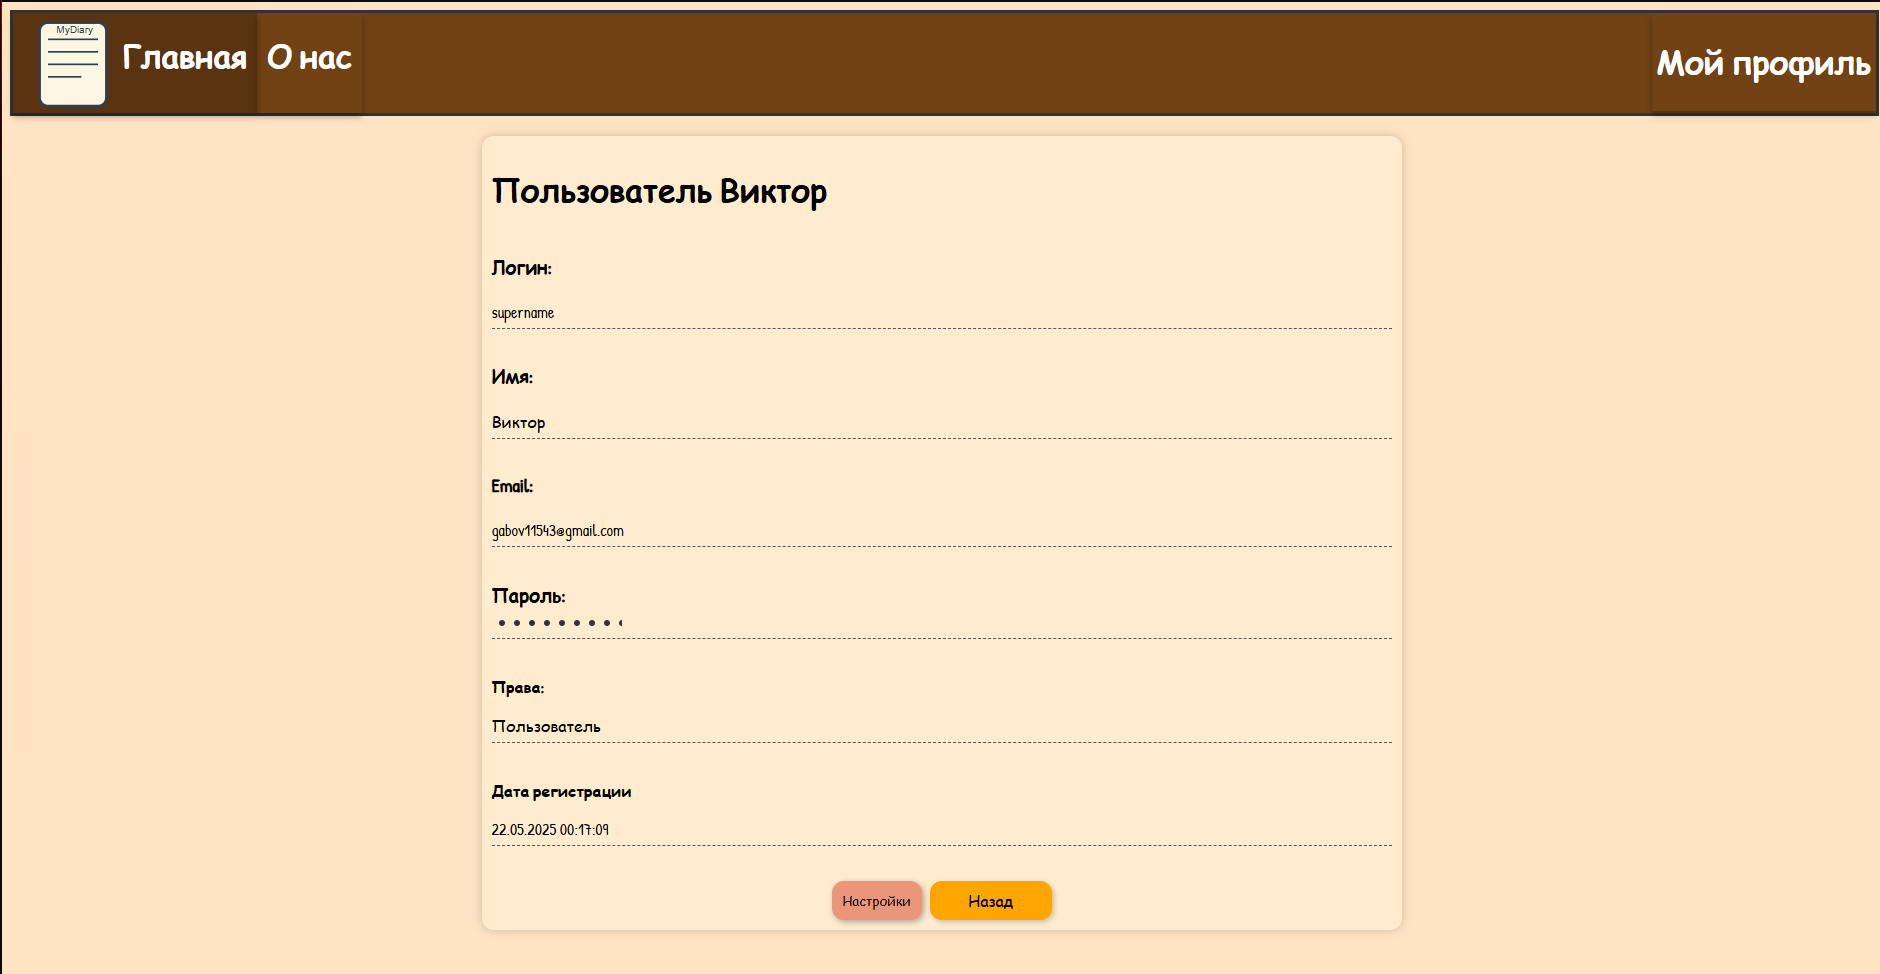 MyDiary
Главная О нас
Мой профиль
Пользователь Виктор
Логин:
supername
Имя:
Виктор
Email:
gabov11543@gmail.com
Пароль:
Права:
Пользователь
Дата регистрации
22.05.2025 00:17:09
Настройки Назад